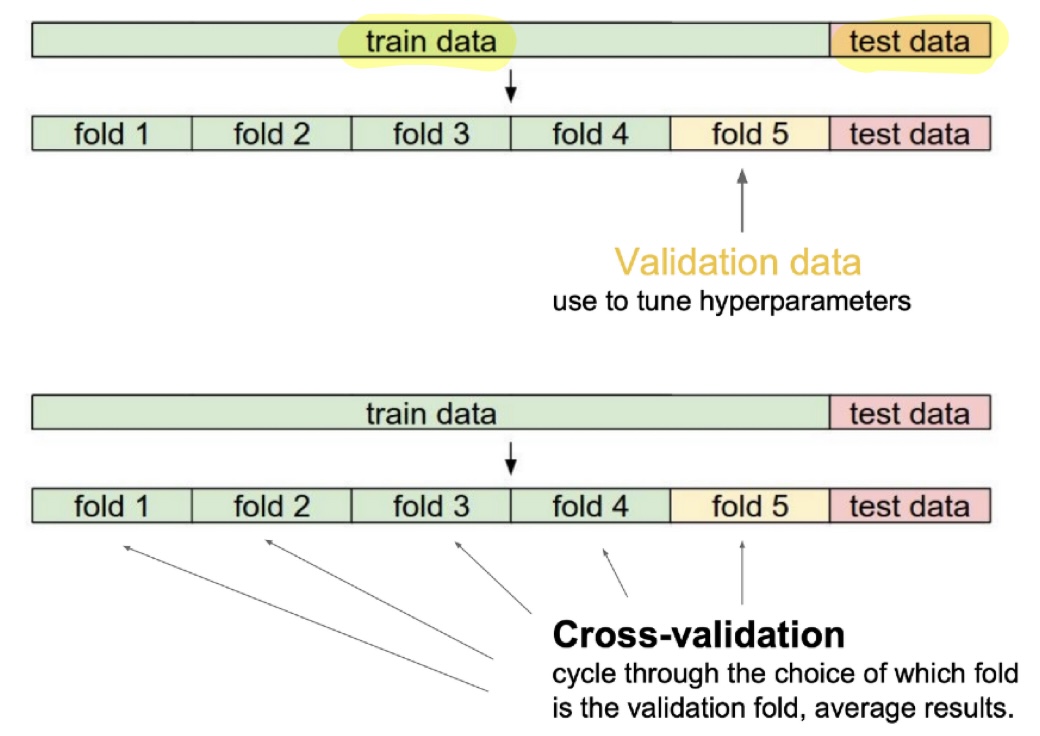 train data test data
fold 1 fold 2 fold 3 fold 4 fold 5 test data
Validation data
use to tune hyperparameters
train data test data
fold 1 fold 2 fold 3 fold 4 fold 5 test data
Cross-validation
cycle through the choice of which fold
is the validation fold, average results.